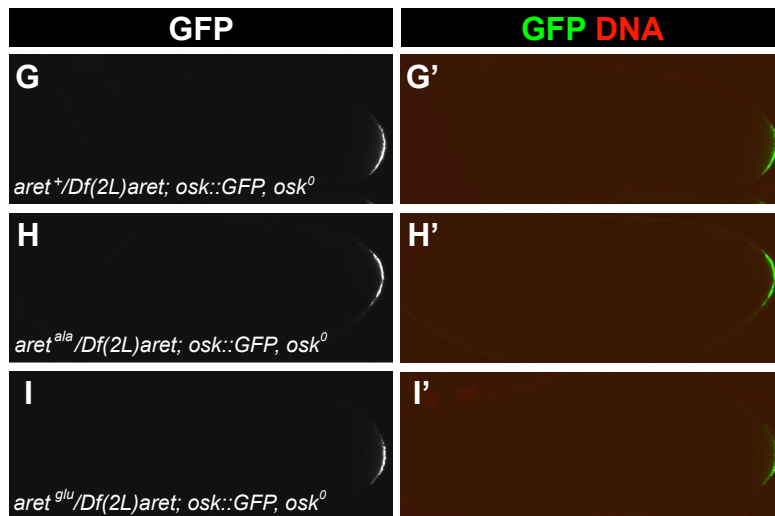 GFP
GFP DNA
G
G’
aret⁺/Df(2L)aret; osk::GFP, osk⁰
H
H’
aretᵃˡᵃ/Df(2L)aret; osk::GFP, osk⁰
I
I’
aretᵍˡᵘ/Df(2L)aret; osk::GFP, osk⁰